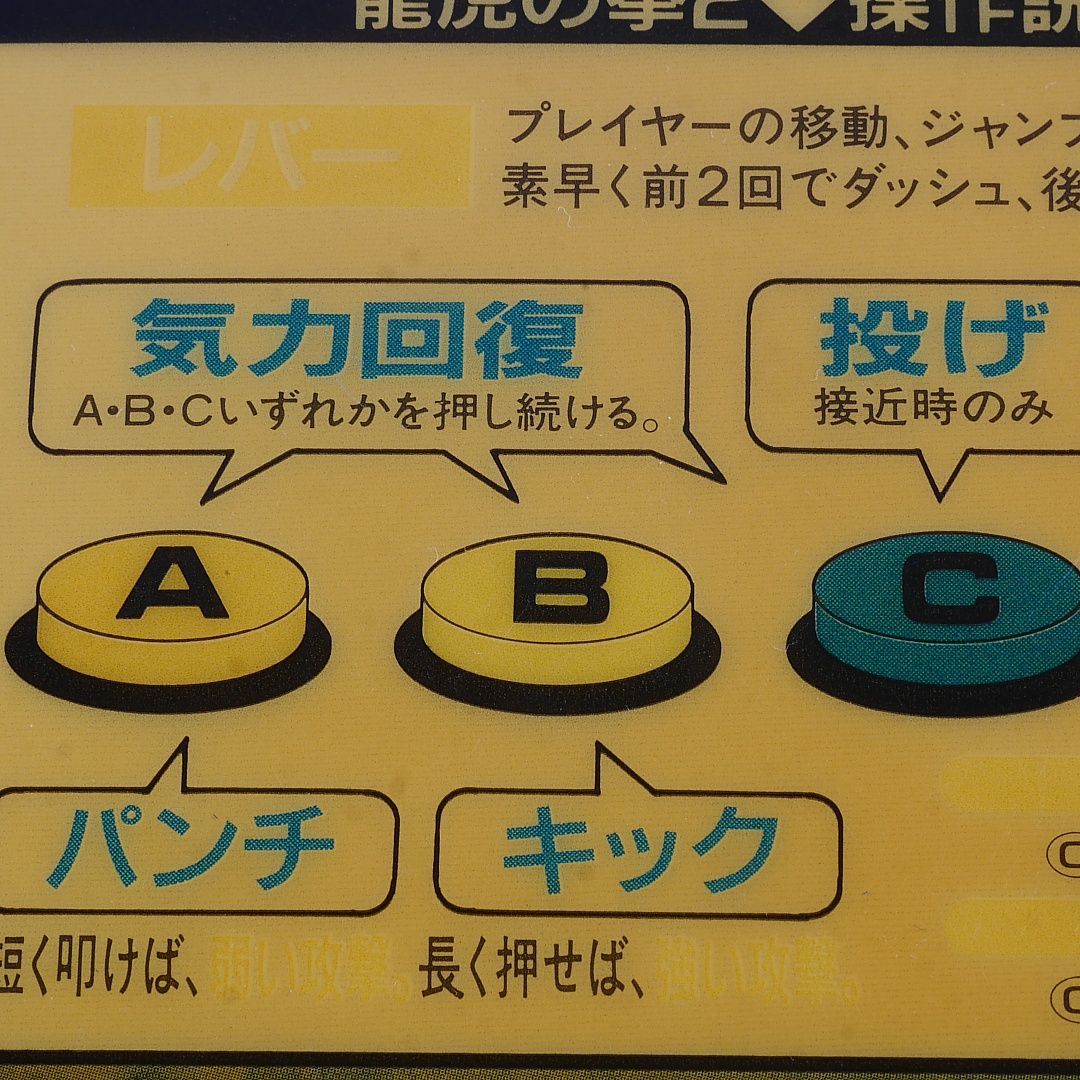 龍虎の拳2◆操作説
レバー
プレイヤーの移動、ジャンプ
素早く前2回でダッシュ、後
気力回復
A・B・Cいずれかを押し続ける。
投げ
接近時のみ
A
B
C
パンチ
キック
C
短く叩けば、弱い攻撃。長く押せば、強い攻撃。
C